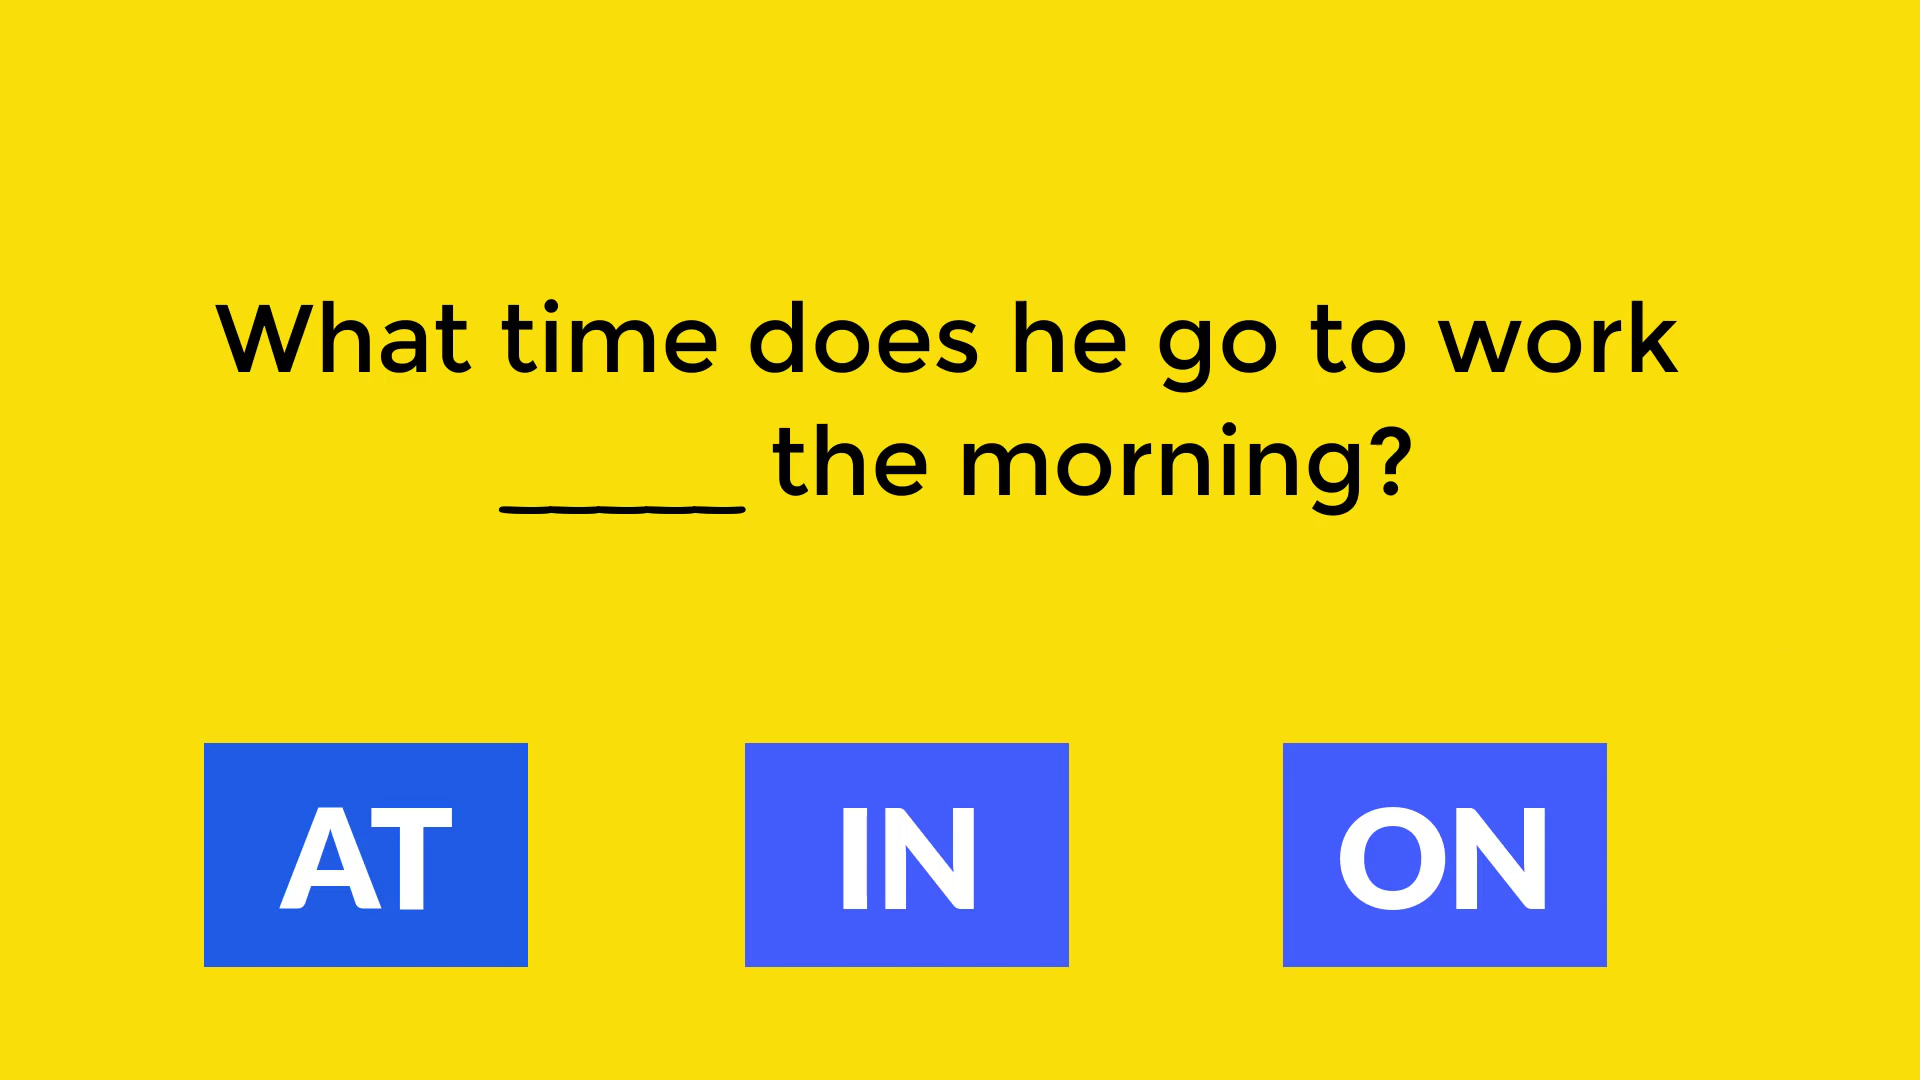 What time does he go to work
_____ the morning?
AT IN ON